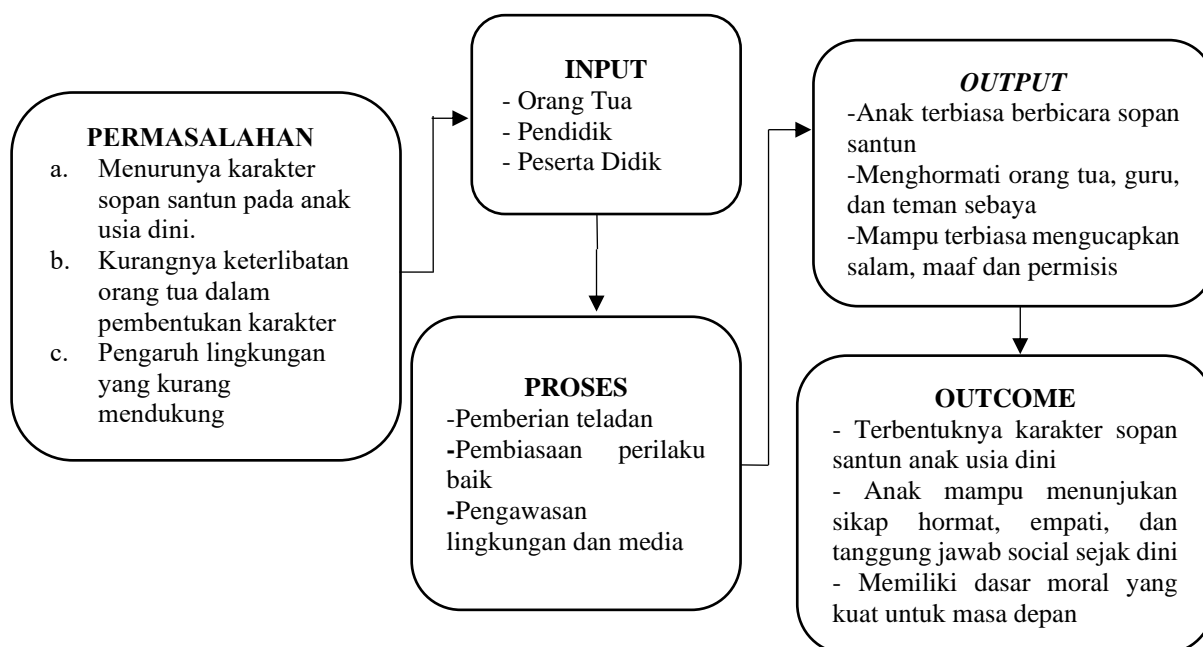 PERMASALAHAN
a. Menurunya karakter
sopan santun pada anak
usia dini.
b. Kurangnya keterlibatan
orang tua dalam
pembentukan karakter
c. Pengaruh lingkungan
yang kurang
mendukung
INPUT
- Orang Tua
- Pendidik
- Peserta Didik
PROSES
-Pemberian teladan
-Pembiasaan perilaku
baik
-Pengawasan
lingkungan dan media
OUTPUT
-Anak terbiasa berbicara sopan
santun
-Menghormati orang tua, guru,
dan teman sebaya
-Mampu terbiasa mengucapkan
salam, maaf dan permisis
OUTCOME
- Terbentuknya karakter sopan
santun anak usia dini
- Anak mampu menunjukan
sikap hormat, empati, dan
tanggung jawab social sejak dini
- Memiliki dasar moral yang
kuat untuk masa depan